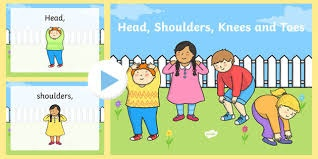 Head,
shoulders,
Head, Shoulders, Knees and Toes